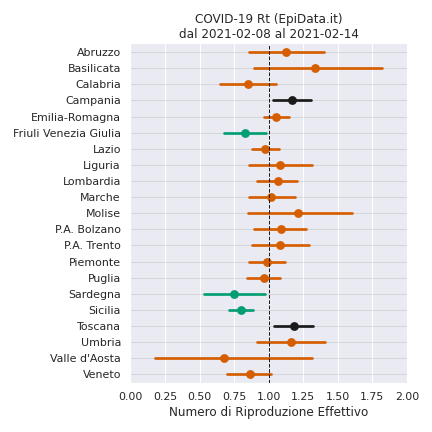 COVID-19 Rt (EpiData.it)
dal 2021-02-08 al 2021-02-14
Abruzzo
Basilicata
Calabria
Campania
Emilia-Romagna
Friuli Venezia Giulia
Lazio
Liguria
Lombardia
Marche
Molise
P.A. Bolzano
P.A. Trento
Piemonte
Puglia
Sardegna
Sicilia
Toscana
Umbria
Valle d'Aosta
Veneto
0.00 0.25 0.50 0.75 1.00 1.25 1.50 1.75 2.00
Numero di Riproduzione Effettivo